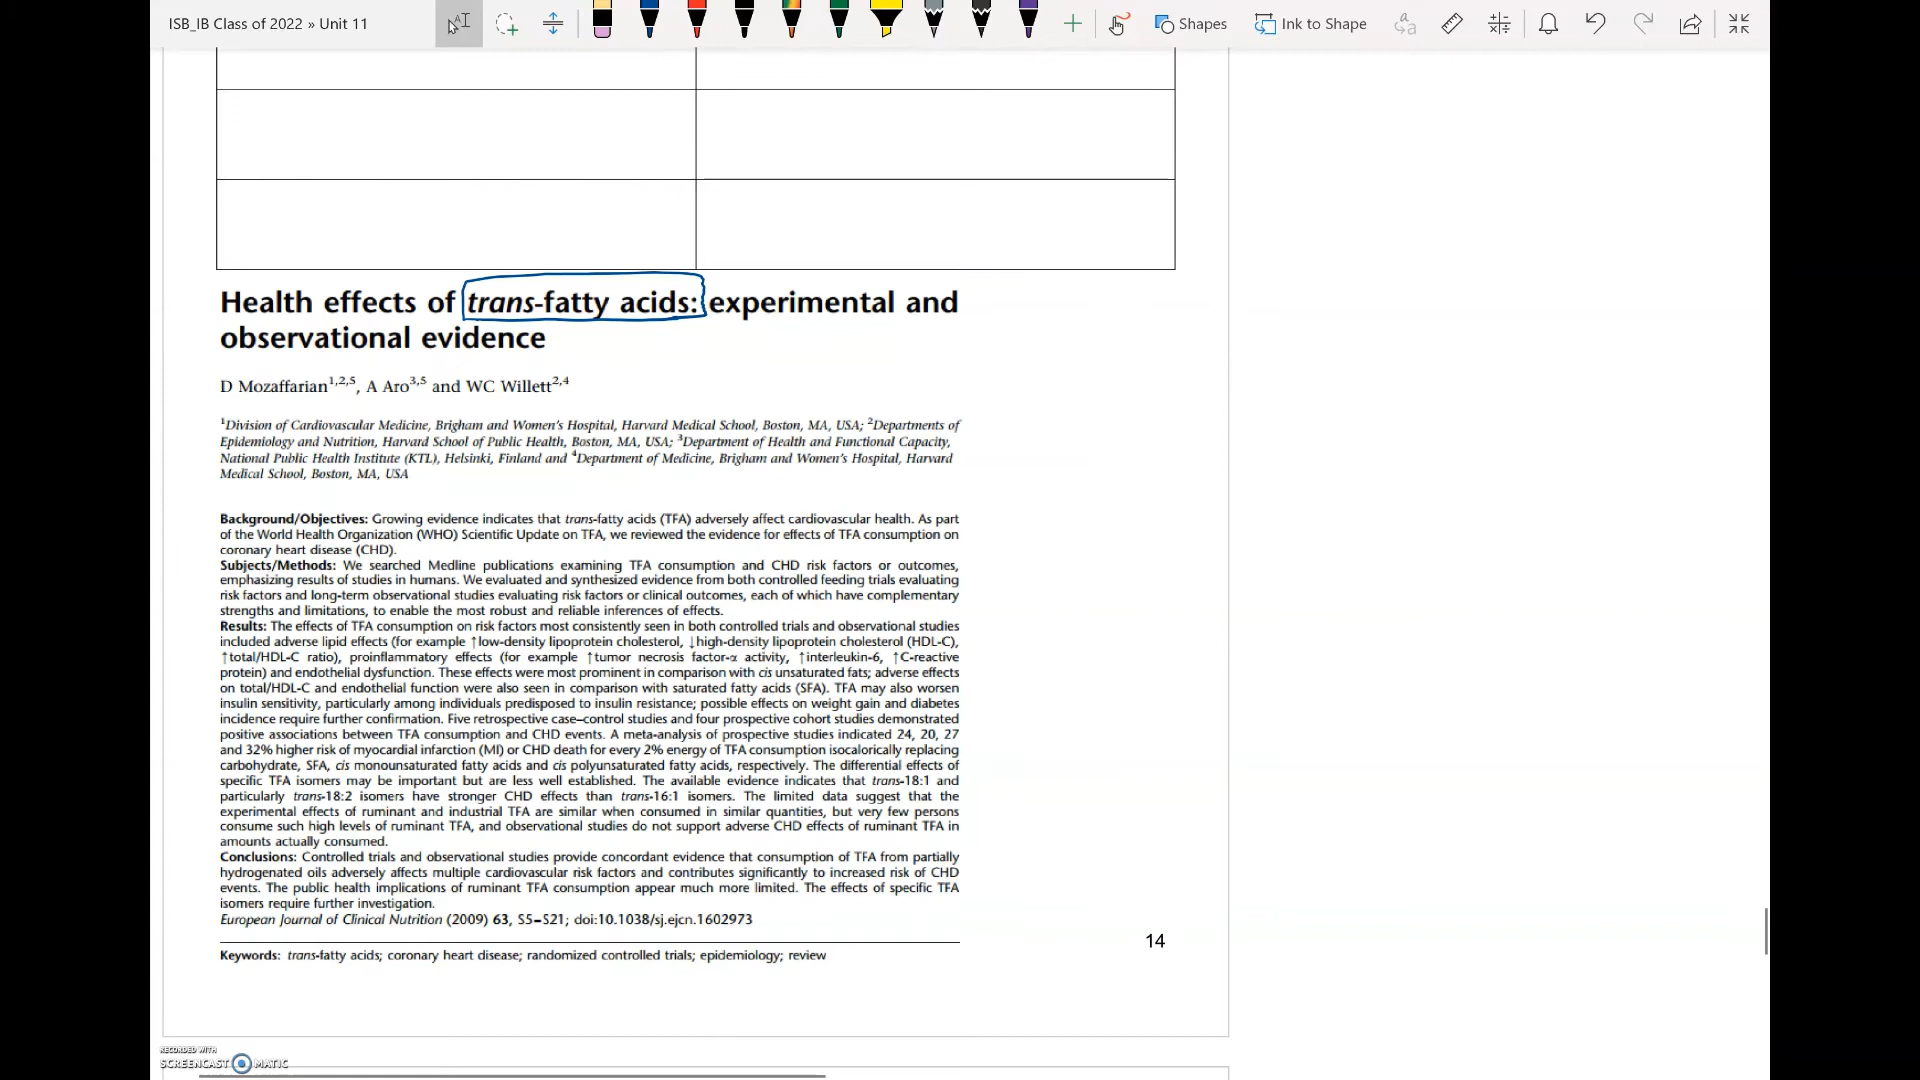 ISB_IB Class of 2022 » Unit 11
Shapes
Ink to Shape
Health effects of trans-fatty acids: experimental and
observational evidence
D Mozaffarian1,2,5, A Aro3,5 and WC Willett2,4
1Division of Cardiovascular Medicine, Brigham and Women's Hospital, Harvard Medical School, Boston, MA, USA; 2Departments of
Epidemiology and Nutrition, Harvard School of Public Health, Boston, MA, USA; 3Department of Health and Functional Capacity,
National Public Health Institute (KTL), Helsinki, Finland and 4Department of Medicine, Brigham and Women's Hospital, Harvard
Medical School, Boston, MA, USA
Background/Objectives: Growing evidence indicates that trans-fatty acids (TFA) adversely affect cardiovascular health. As part
of the World Health Organization (WHO) Scientific Update on TFA, we reviewed the evidence for effects of TFA consumption on
coronary heart disease (CHD).
Subjects/Methods: We searched Medline publications examining TFA consumption and CHD risk factors or outcomes,
emphasizing results of studies in humans. We evaluated and synthesized evidence from both controlled feeding trials evaluating
risk factors and long-term observational studies evaluating risk factors or clinical outcomes, each of which have complementary
strengths and limitations, to enable the most robust and reliable inferences of effects.
Results: The effects of TFA consumption on risk factors most consistently seen in both controlled trials and observational studies
included adverse lipid effects (for example ↑low-density lipoprotein cholesterol, ↓high-density lipoprotein cholesterol (HDL-C),
↑total/HDL-C ratio), proinflammatory effects (for example ↑tumor necrosis factor-α activity, ↑interleukin-6, ↑C-reactive
protein) and endothelial dysfunction. These effects were most prominent in comparison with cis unsaturated fats; adverse effects
on total/HDL-C and endothelial function were also seen in comparison with saturated fatty acids (SFA). TFA may also worsen
insulin sensitivity, particularly among individuals predisposed to insulin resistance; possible effects on weight gain and diabetes
incidence require further confirmation. Five retrospective case–control studies and four prospective cohort studies demonstrated
positive associations between TFA consumption and CHD events. A meta-analysis of prospective studies indicated 24, 20, 27
and 32% higher risk of myocardial infarction (MI) or CHD death for every 2% energy of TFA consumption isocalorically replacing
carbohydrate, SFA, cis monounsaturated fatty acids and cis polyunsaturated fatty acids, respectively. The differential effects of
specific TFA isomers may be important but are less well established. The available evidence indicates that trans-18:1 and
particularly trans-18:2 isomers have stronger CHD effects than trans-16:1 isomers. The limited data suggest that the
experimental effects of ruminant and industrial TFA are similar when consumed in similar quantities, but very few persons
consume such high levels of ruminant TFA, and observational studies do not support adverse CHD effects of ruminant TFA in
amounts actually consumed.
Conclusions: Controlled trials and observational studies provide concordant evidence that consumption of TFA from partially
hydrogenated oils adversely affects multiple cardiovascular risk factors and contributes significantly to increased risk of CHD
events. The public health implications of ruminant TFA consumption appear much more limited. The effects of specific TFA
isomers require further investigation.
European Journal of Clinical Nutrition (2009) 63, S5–S21; doi:10.1038/sj.ejcn.1602973
Keywords: trans-fatty acids; coronary heart disease; randomized controlled trials; epidemiology; review
14
RECORDED WITH
SCREENCAST MATIC